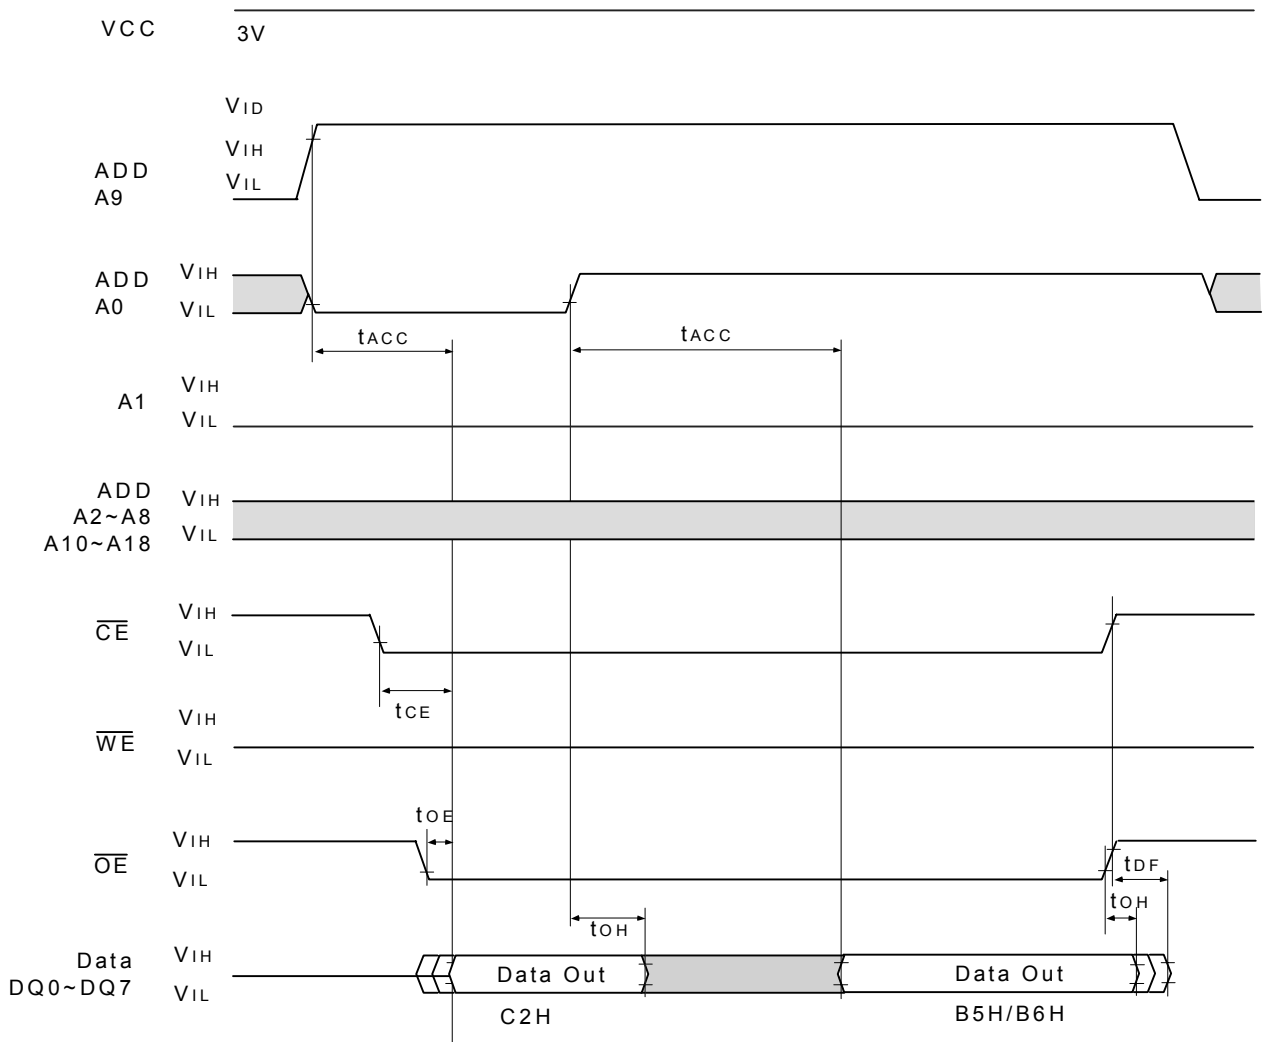 VCC
3V
VID
VIH
VIL
ADD
A9
ADD
A0
VIH
VIL
tACC
tACC
A1
VIH
VIL
ADD
A2~A8
A10~A18
VIH
VIL
CE
VIH
VIL
tCE
WE
VIH
VIL
tOE
OE
VIH
VIL
tDF
tOH
tOH
Data
DQ0~DQ7
VIH
VIL
Data Out
Data Out
C2H
B5H/B6H